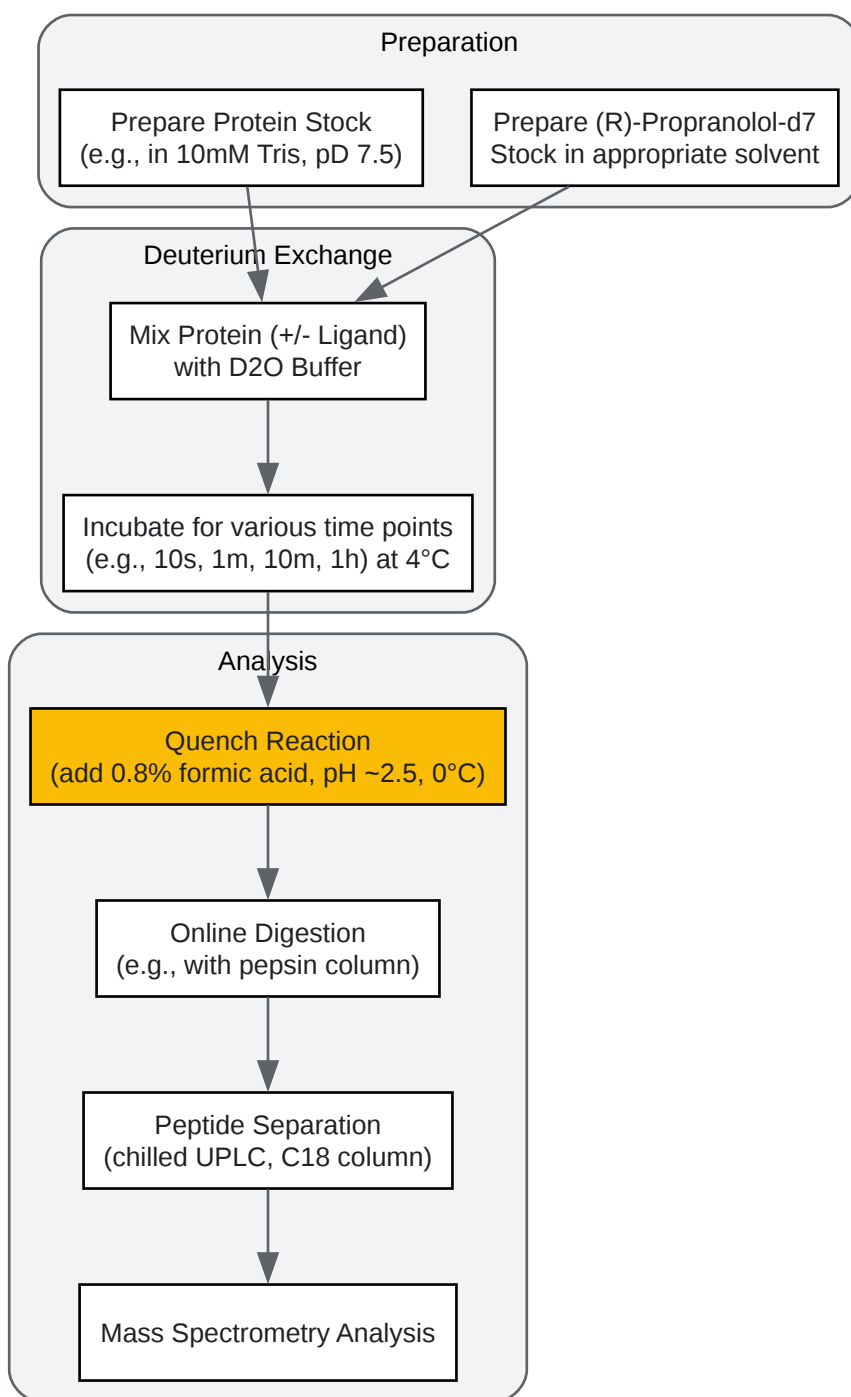 Preparation
Prepare Protein Stock
(e.g., in 10mM Tris, pD 7.5)
Prepare (R)-Propranolol-d7
Stock in appropriate solvent
Deuterium Exchange
Mix Protein (+/- Ligand)
with D2O Buffer
Incubate for various time points
(e.g., 10s, 1m, 10m, 1h) at 4°C
Analysis
Quench Reaction
(add 0.8% formic acid, pH ~2.5, 0°C)
Online Digestion
(e.g., with pepsin column)
Peptide Separation
(chilled UPLC, C18 column)
Mass Spectrometry Analysis